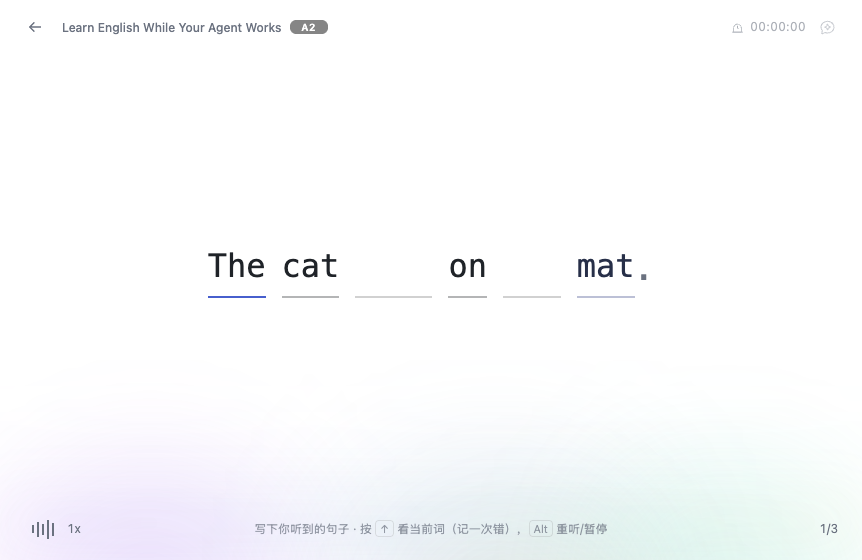 Learn English While Your Agent Works A2 00:00:00
The cat on mat.
1x 写下你听到的句子 · 按 ↑ 看当前词（记一次错）， Alt 重听/暂停 1/3